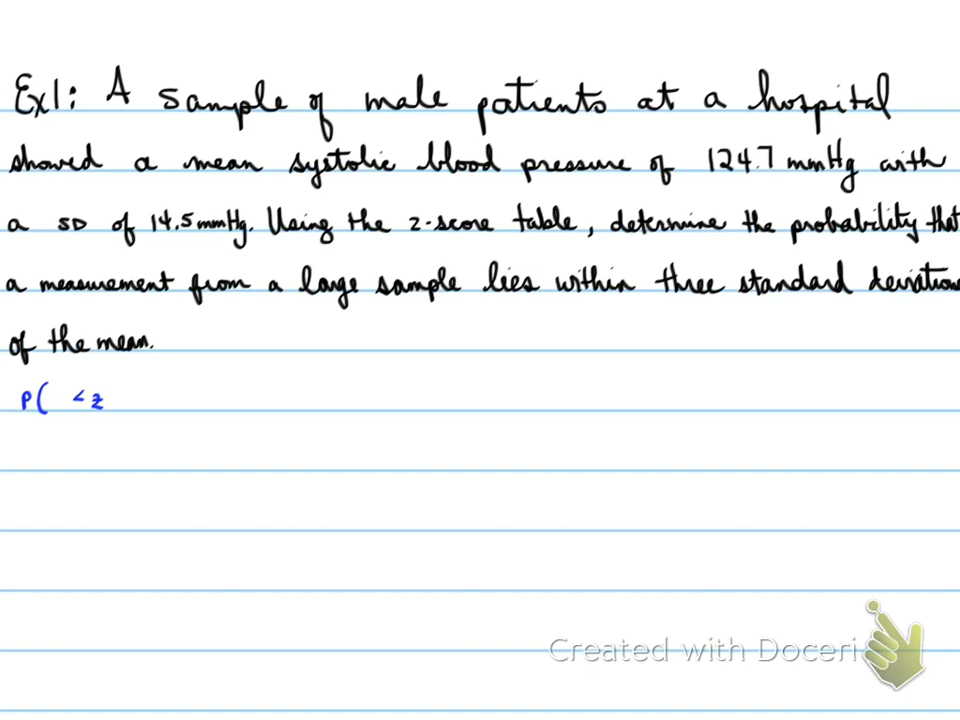 Ex1: A sample of male patients at a hospital
showed a mean systolic blood pressure of 124.7 mmHg with
a SD of 14.5 mmHg. Using the z-score table, determine the probability that
a measurement from a large sample lies within three standard deviations
of the mean.
P( <z
Created with Doceri